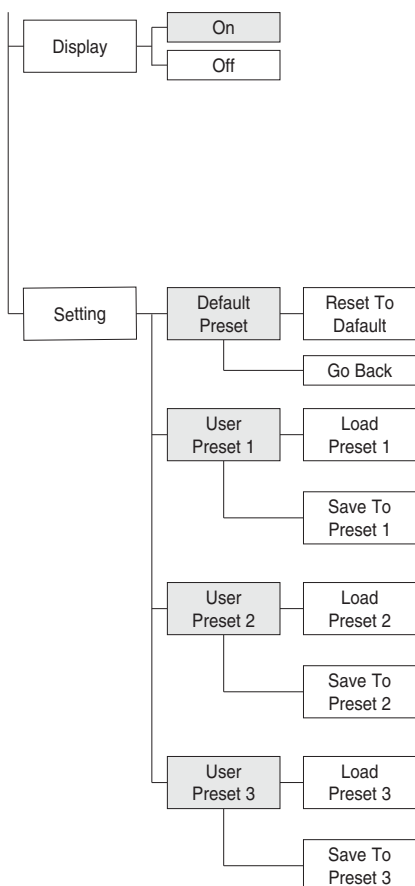 Display
On
Off
Setting
Default
Preset
Reset To
Dafault
Go Back
User
Preset 1
Load
Preset 1
Save To
Preset 1
User
Preset 2
Load
Preset 2
Save To
Preset 2
User
Preset 3
Load
Preset 3
Save To
Preset 3